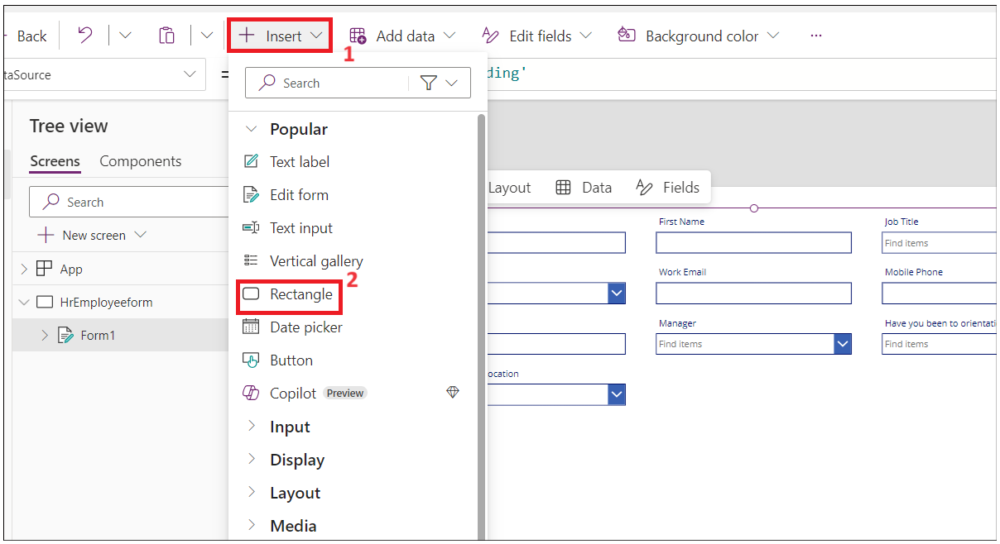 Back
Insert
Add data
Edit fields
Background color
...
1
taSource
=
ding'
Search
Tree view
Screens
Components
Search
New screen
App
HrEmployeeform
Form1
Popular
Text label
Edit form
Text input
Vertical gallery
2
Rectangle
Date picker
Button
Copilot Preview
Input
Display
Layout
Media
Layout
Data
Fields
First Name
Job Title
Find items
Work Email
Mobile Phone
Manager
Have you been to orientati
Find items
Find items
ocation